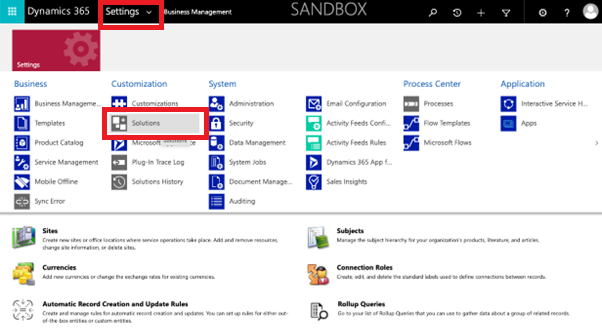 Dynamics 365 Settings Business Management SANDBOX ?
Settings
Business Customization System Process Center Application
Business Manageme... Customizations Administration Email Configuration Processes Interactive Service H...
Templates Solutions Security Activity Feeds Confi... Flow Templates Apps
Product Catalog Microsoft Data Management Activity Feeds Rules Microsoft Flows
Service Management Plug-In Trace Log System Jobs Dynamics 365 App f...
Mobile Offline Solutions History Document Manage... Sales Insights
Sync Error Auditing
Sites Subjects
Create new sites or office locations where service operations take place. Add and remove resources, Manage the subject hierarchy for your organization's products, literature, and articles.
change site information, or delete sites.
Currencies Connection Roles
Add new currencies or change the exchange rates for existing currencies. Create, edit, and delete the standard labels used to define connections between records.
Automatic Record Creation and Update Rules Rollup Queries
Create and manage rules for automatic record creation and updates. You can set up rules for either out- Go to your list of Rollup Queries that you can use to gather data about a group of related records.
of-the-box entities or custom entities.